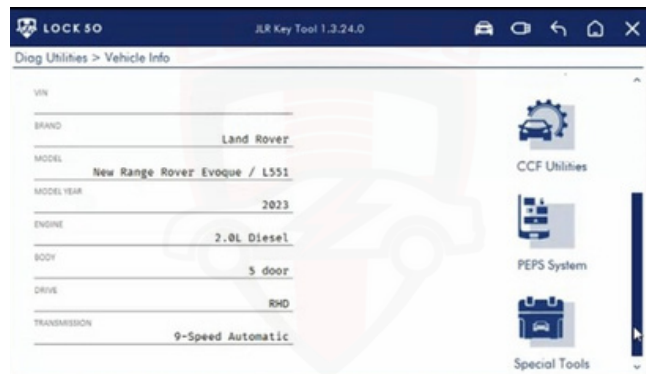 LOCK50 JLR Key Tool 1.3.24.0
Diag Utilities > Vehicle Info
VIN
BRAND
Land Rover
MODEL
New Range Rover Evoque / L551
MODEL YEAR
2023
ENGINE
2.0L Diesel
BODY
5 door
DRIVE
RHD
TRANSMISSION
9-Speed Automatic
CCF Utilities
PEPS System
Special Tools